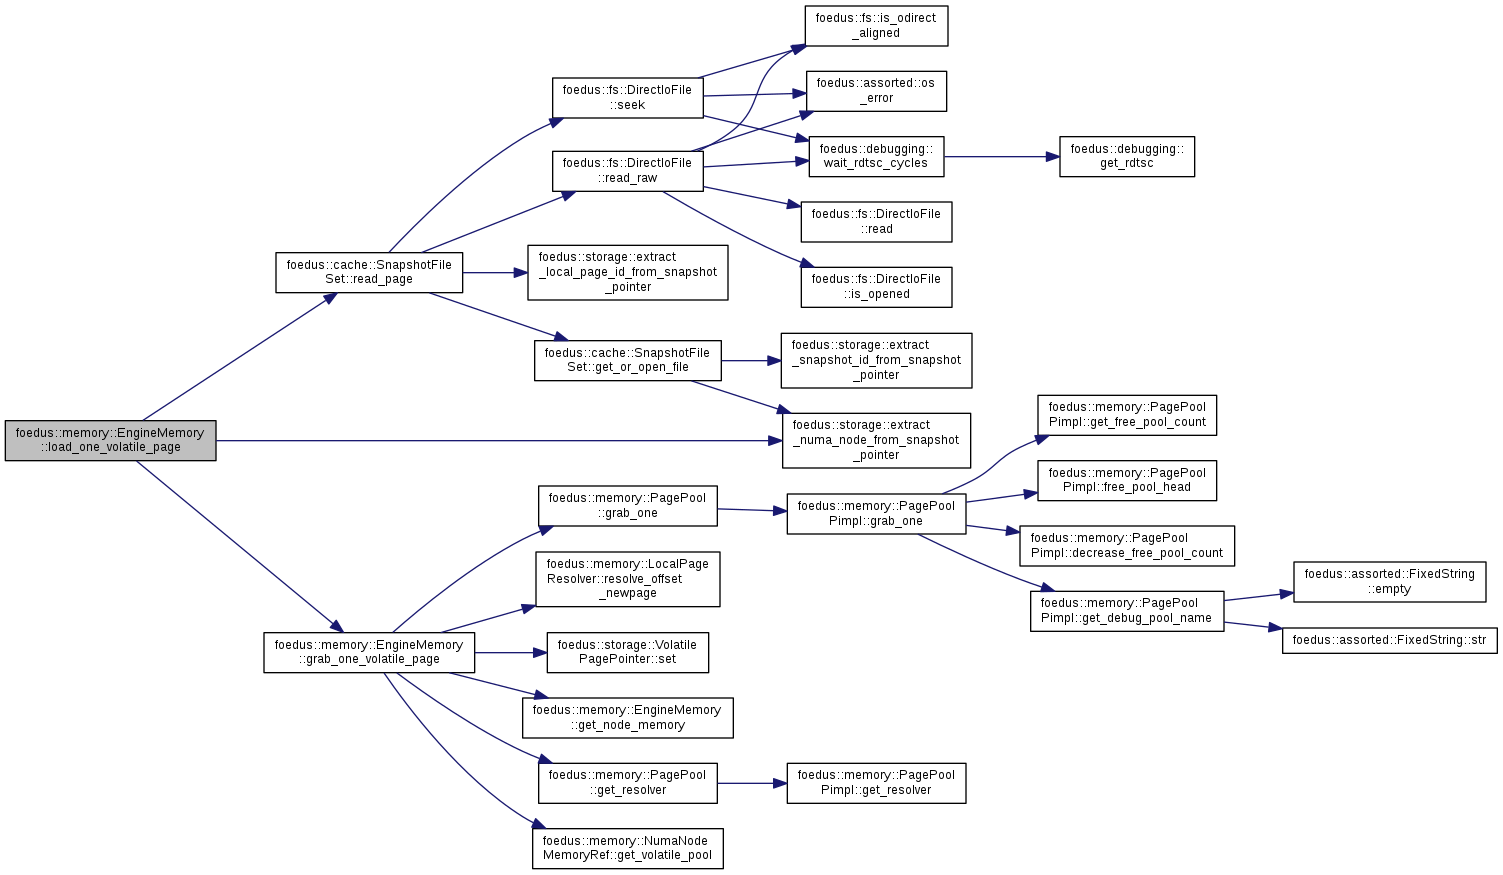 foedus::fs::is_odirect
_aligned
foedus::fs::DirectIoFile
::seek
foedus::assorted::os
_error
foedus::debugging::
wait_rdtsc_cycles
foedus::debugging::
get_rdtsc
foedus::fs::DirectIoFile
::read_raw
foedus::fs::DirectIoFile
::read
foedus::cache::SnapshotFile
Set::read_page
foedus::storage::extract
_local_page_id_from_snapshot
_pointer
foedus::fs::DirectIoFile
::is_opened
foedus::cache::SnapshotFile
Set::get_or_open_file
foedus::storage::extract
_snapshot_id_from_snapshot
_pointer
foedus::memory::EngineMemory
::load_one_volatile_page
foedus::storage::extract
_numa_node_from_snapshot
_pointer
foedus::memory::PagePool
Pimpl::get_free_pool_count
foedus::memory::PagePool
Pimpl::free_pool_head
foedus::memory::PagePool
::grab_one
foedus::memory::PagePool
Pimpl::grab_one
foedus::memory::PagePool
Pimpl::decrease_free_pool_count
foedus::memory::LocalPage
Resolver::resolve_offset
_newpage
foedus::memory::PagePool
Pimpl::get_debug_pool_name
foedus::assorted::FixedString
::empty
foedus::assorted::FixedString::str
foedus::memory::EngineMemory
::grab_one_volatile_page
foedus::storage::Volatile
PagePointer::set
foedus::memory::EngineMemory
::get_node_memory
foedus::memory::PagePool
::get_resolver
foedus::memory::PagePool
Pimpl::get_resolver
foedus::memory::NumaNode
MemoryRef::get_volatile_pool